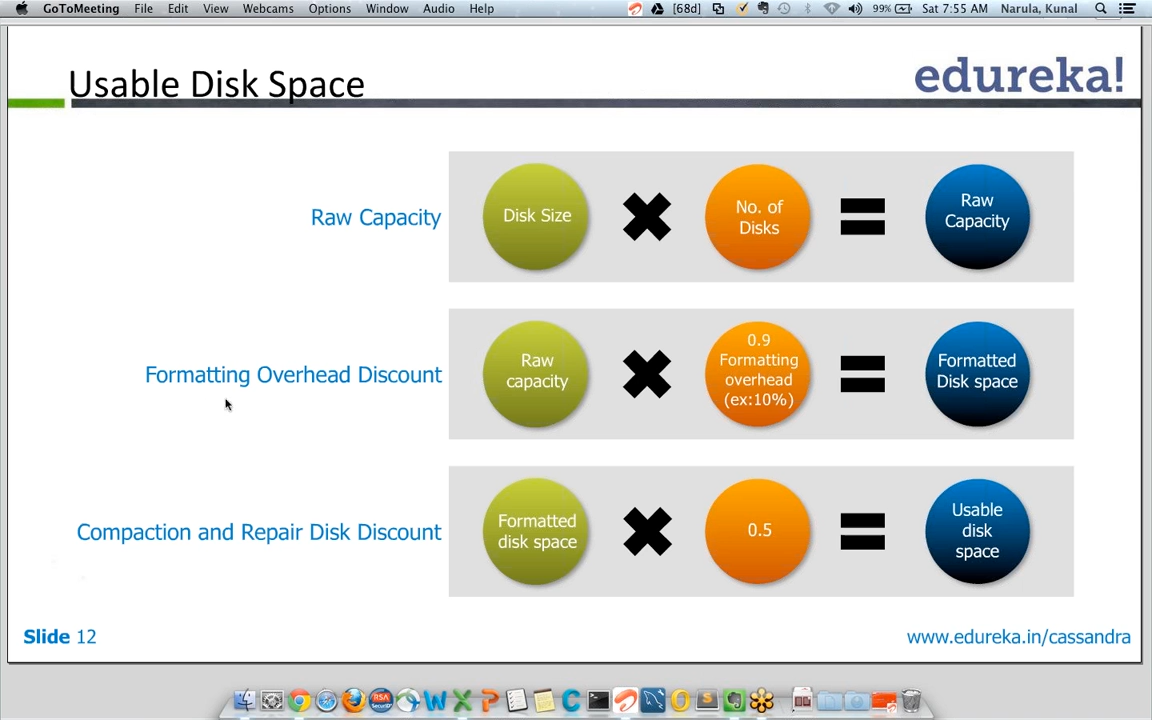 GoToMeeting File Edit View Webcams Options Window Audio Help [68d] 99% Sat 7:55 AM Narula, Kunal
Usable Disk Space
edureka!
Raw Capacity
Disk Size
No. of
Disks
Raw
Capacity
Formatting Overhead Discount
Raw
capacity
0.9
Formatting
overhead
(ex:10%)
Formatted
Disk space
Compaction and Repair Disk Discount
Formatted
disk space
0.5
Usable
disk
space
Slide 12
www.edureka.in/cassandra